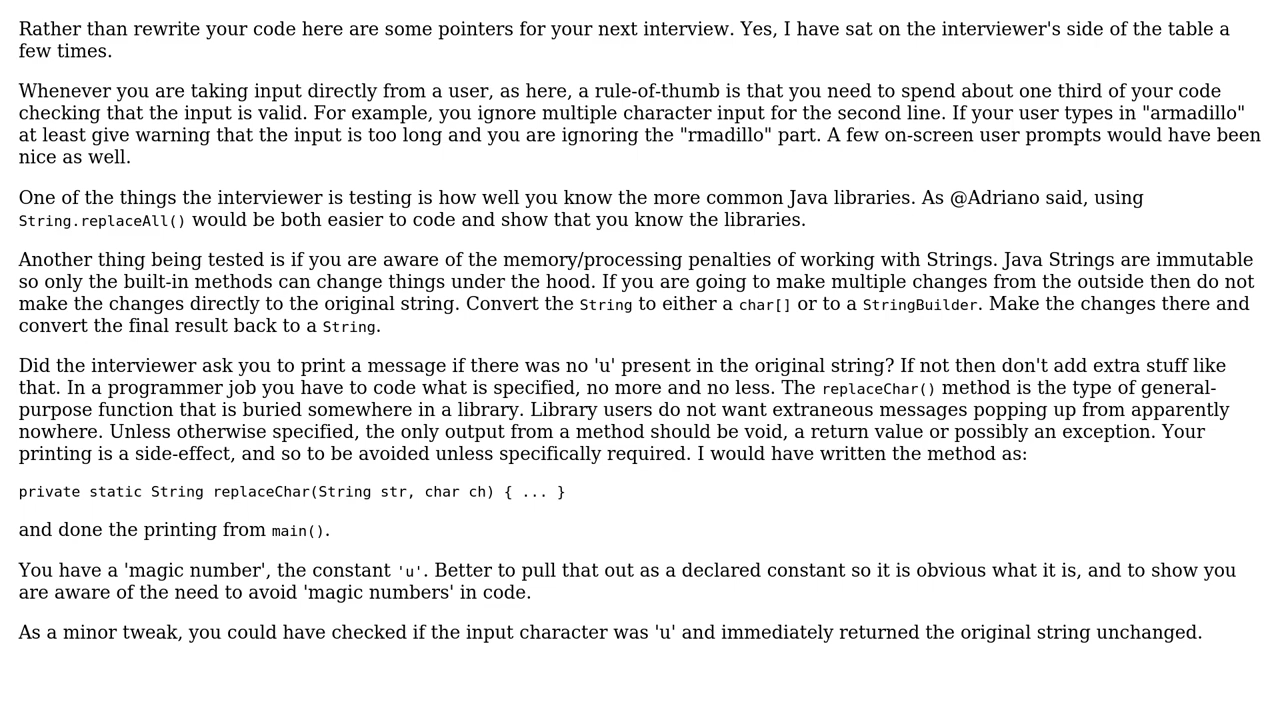 Rather than rewrite your code here are some pointers for your next interview. Yes, I have sat on the interviewer's side of the table a
few times.
Whenever you are taking input directly from a user, as here, a rule-of-thumb is that you need to spend about one third of your code
checking that the input is valid. For example, you ignore multiple character input for the second line. If your user types in "armadillo"
at least give warning that the input is too long and you are ignoring the "rmadillo" part. A few on-screen user prompts would have been
nice as well.
One of the things the interviewer is testing is how well you know the more common Java libraries. As @Adriano said, using
String.replaceAll() would be both easier to code and show that you know the libraries.
Another thing being tested is if you are aware of the memory/processing penalties of working with Strings. Java Strings are immutable
so only the built-in methods can change things under the hood. If you are going to make multiple changes from the outside then do not
make the changes directly to the original string. Convert the String to either a char[] or to a StringBuilder. Make the changes there and
convert the final result back to a String.
Did the interviewer ask you to print a message if there was no 'u' present in the original string? If not then don't add extra stuff like
that. In a programmer job you have to code what is specified, no more and no less. The replaceChar() method is the type of general-
purpose function that is buried somewhere in a library. Library users do not want extraneous messages popping up from apparently
nowhere. Unless otherwise specified, the only output from a method should be void, a return value or possibly an exception. Your
printing is a side-effect, and so to be avoided unless specifically required. I would have written the method as:
private static String replaceChar(String str, char ch) { ... }
and done the printing from main().
You have a 'magic number', the constant 'u'. Better to pull that out as a declared constant so it is obvious what it is, and to show you
are aware of the need to avoid 'magic numbers' in code.
As a minor tweak, you could have checked if the input character was 'u' and immediately returned the original string unchanged.